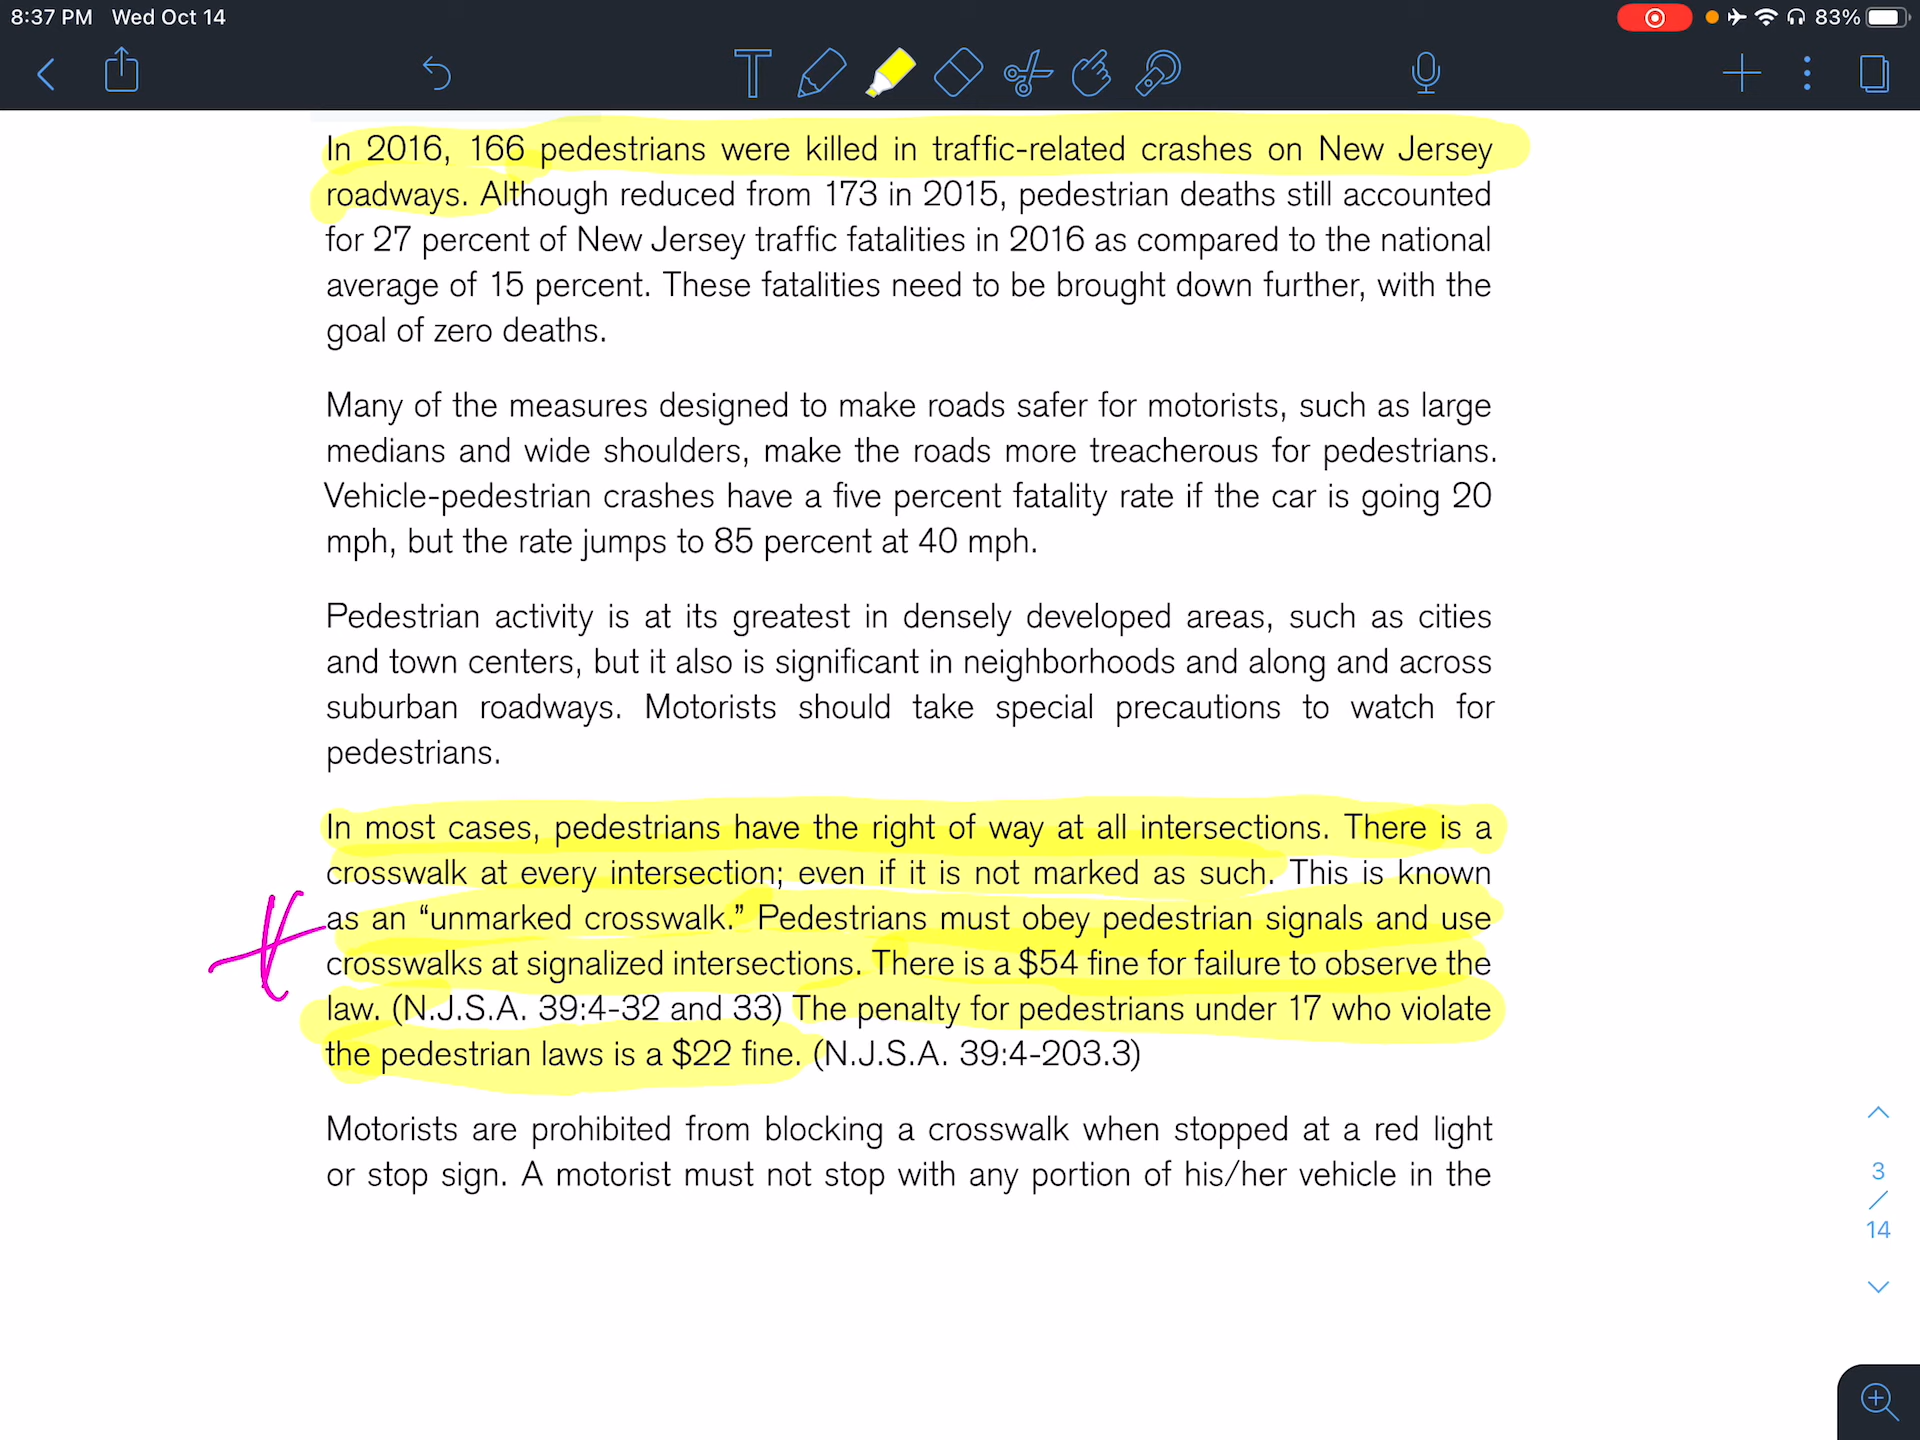 8:37 PM Wed Oct 14
83%
In 2016, 166 pedestrians were killed in traffic-related crashes on New Jersey
roadways. Although reduced from 173 in 2015, pedestrian deaths still accounted
for 27 percent of New Jersey traffic fatalities in 2016 as compared to the national
average of 15 percent. These fatalities need to be brought down further, with the
goal of zero deaths.
Many of the measures designed to make roads safer for motorists, such as large
medians and wide shoulders, make the roads more treacherous for pedestrians.
Vehicle-pedestrian crashes have a five percent fatality rate if the car is going 20
mph, but the rate jumps to 85 percent at 40 mph.
Pedestrian activity is at its greatest in densely developed areas, such as cities
and town centers, but it also is significant in neighborhoods and along and across
suburban roadways. Motorists should take special precautions to watch for
pedestrians.
In most cases, pedestrians have the right of way at all intersections. There is a
crosswalk at every intersection; even if it is not marked as such. This is known
as an “unmarked crosswalk.” Pedestrians must obey pedestrian signals and use
crosswalks at signalized intersections. There is a $54 fine for failure to observe the
law. (N.J.S.A. 39:4-32 and 33) The penalty for pedestrians under 17 who violate
the pedestrian laws is a $22 fine. (N.J.S.A. 39:4-203.3)
Motorists are prohibited from blocking a crosswalk when stopped at a red light
or stop sign. A motorist must not stop with any portion of his/her vehicle in the
3
/
14